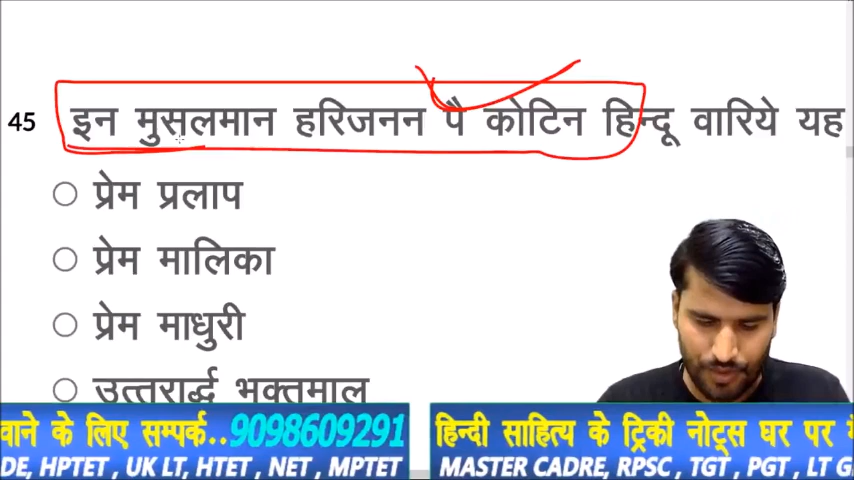 45 इन मुसलमान हरिजनन पै कोटिन हिन्दू वारिये यह
प्रेम प्रलाप
प्रेम मालिका
प्रेम माधुरी
उत्तरार्द्ध भक्तमाल
वाने के लिए सम्पर्क..9098609291
हिन्दी साहित्य के ट्रिकी नोट्स घर पर
DE, HPTET , UK LT, HTET , NET , MPTET
MASTER CADRE, RPSC , TGT , PGT , LT G